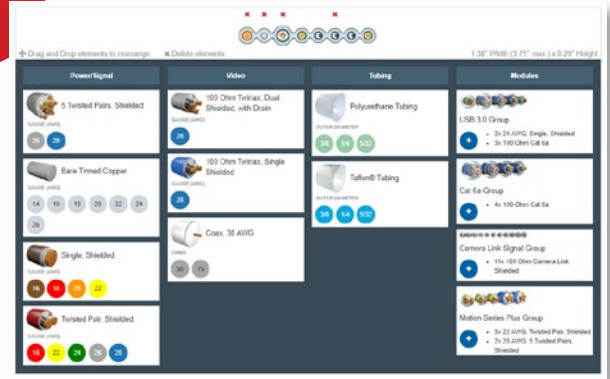 Drag and Drop elements to rearrange.
Delete elements.
1.38" Width (3.75" max.) x 0.28" Height
Power/Signal
Video
Tubing
Modules
5 Twisted Pairs, Shielded
GAUGE (AWG)
26 28
Bare Tinned Copper
GAUGE (AWG)
14 16 18 20 22 24
26
Single, Shielded
GAUGE (AWG)
16 18 20 22
Twisted Pair, Shielded
GAUGE (AWG)
18 22 24 26 28
100 Ohm Twinax, Dual
Shielded, with Drain
GAUGE (AWG)
28
100 Ohm Twinax, Single
Shielded
GAUGE (AWG)
28
Coax, 30 AWG
OHMS
50 75
Polyurethane Tubing
OUTER DIAMETER
3/8 1/4 5/32
Teflon® Tubing
OUTER DIAMETER
3/8 1/4 5/32
USB 3.0 Group
2x 24 AWG, Single, Shielded
3x 100 Ohm Cat 6a
Cat 6a Group
4x 100 Ohm Cat 6a
Camera Link Signal Group
11x 100 Ohm Camera Link
Shielded
Motion Series Plus Group
3x 22 AWG, Twisted Pair, Shielded
2x 28 AWG, 5 Twisted Pairs,
Shielded